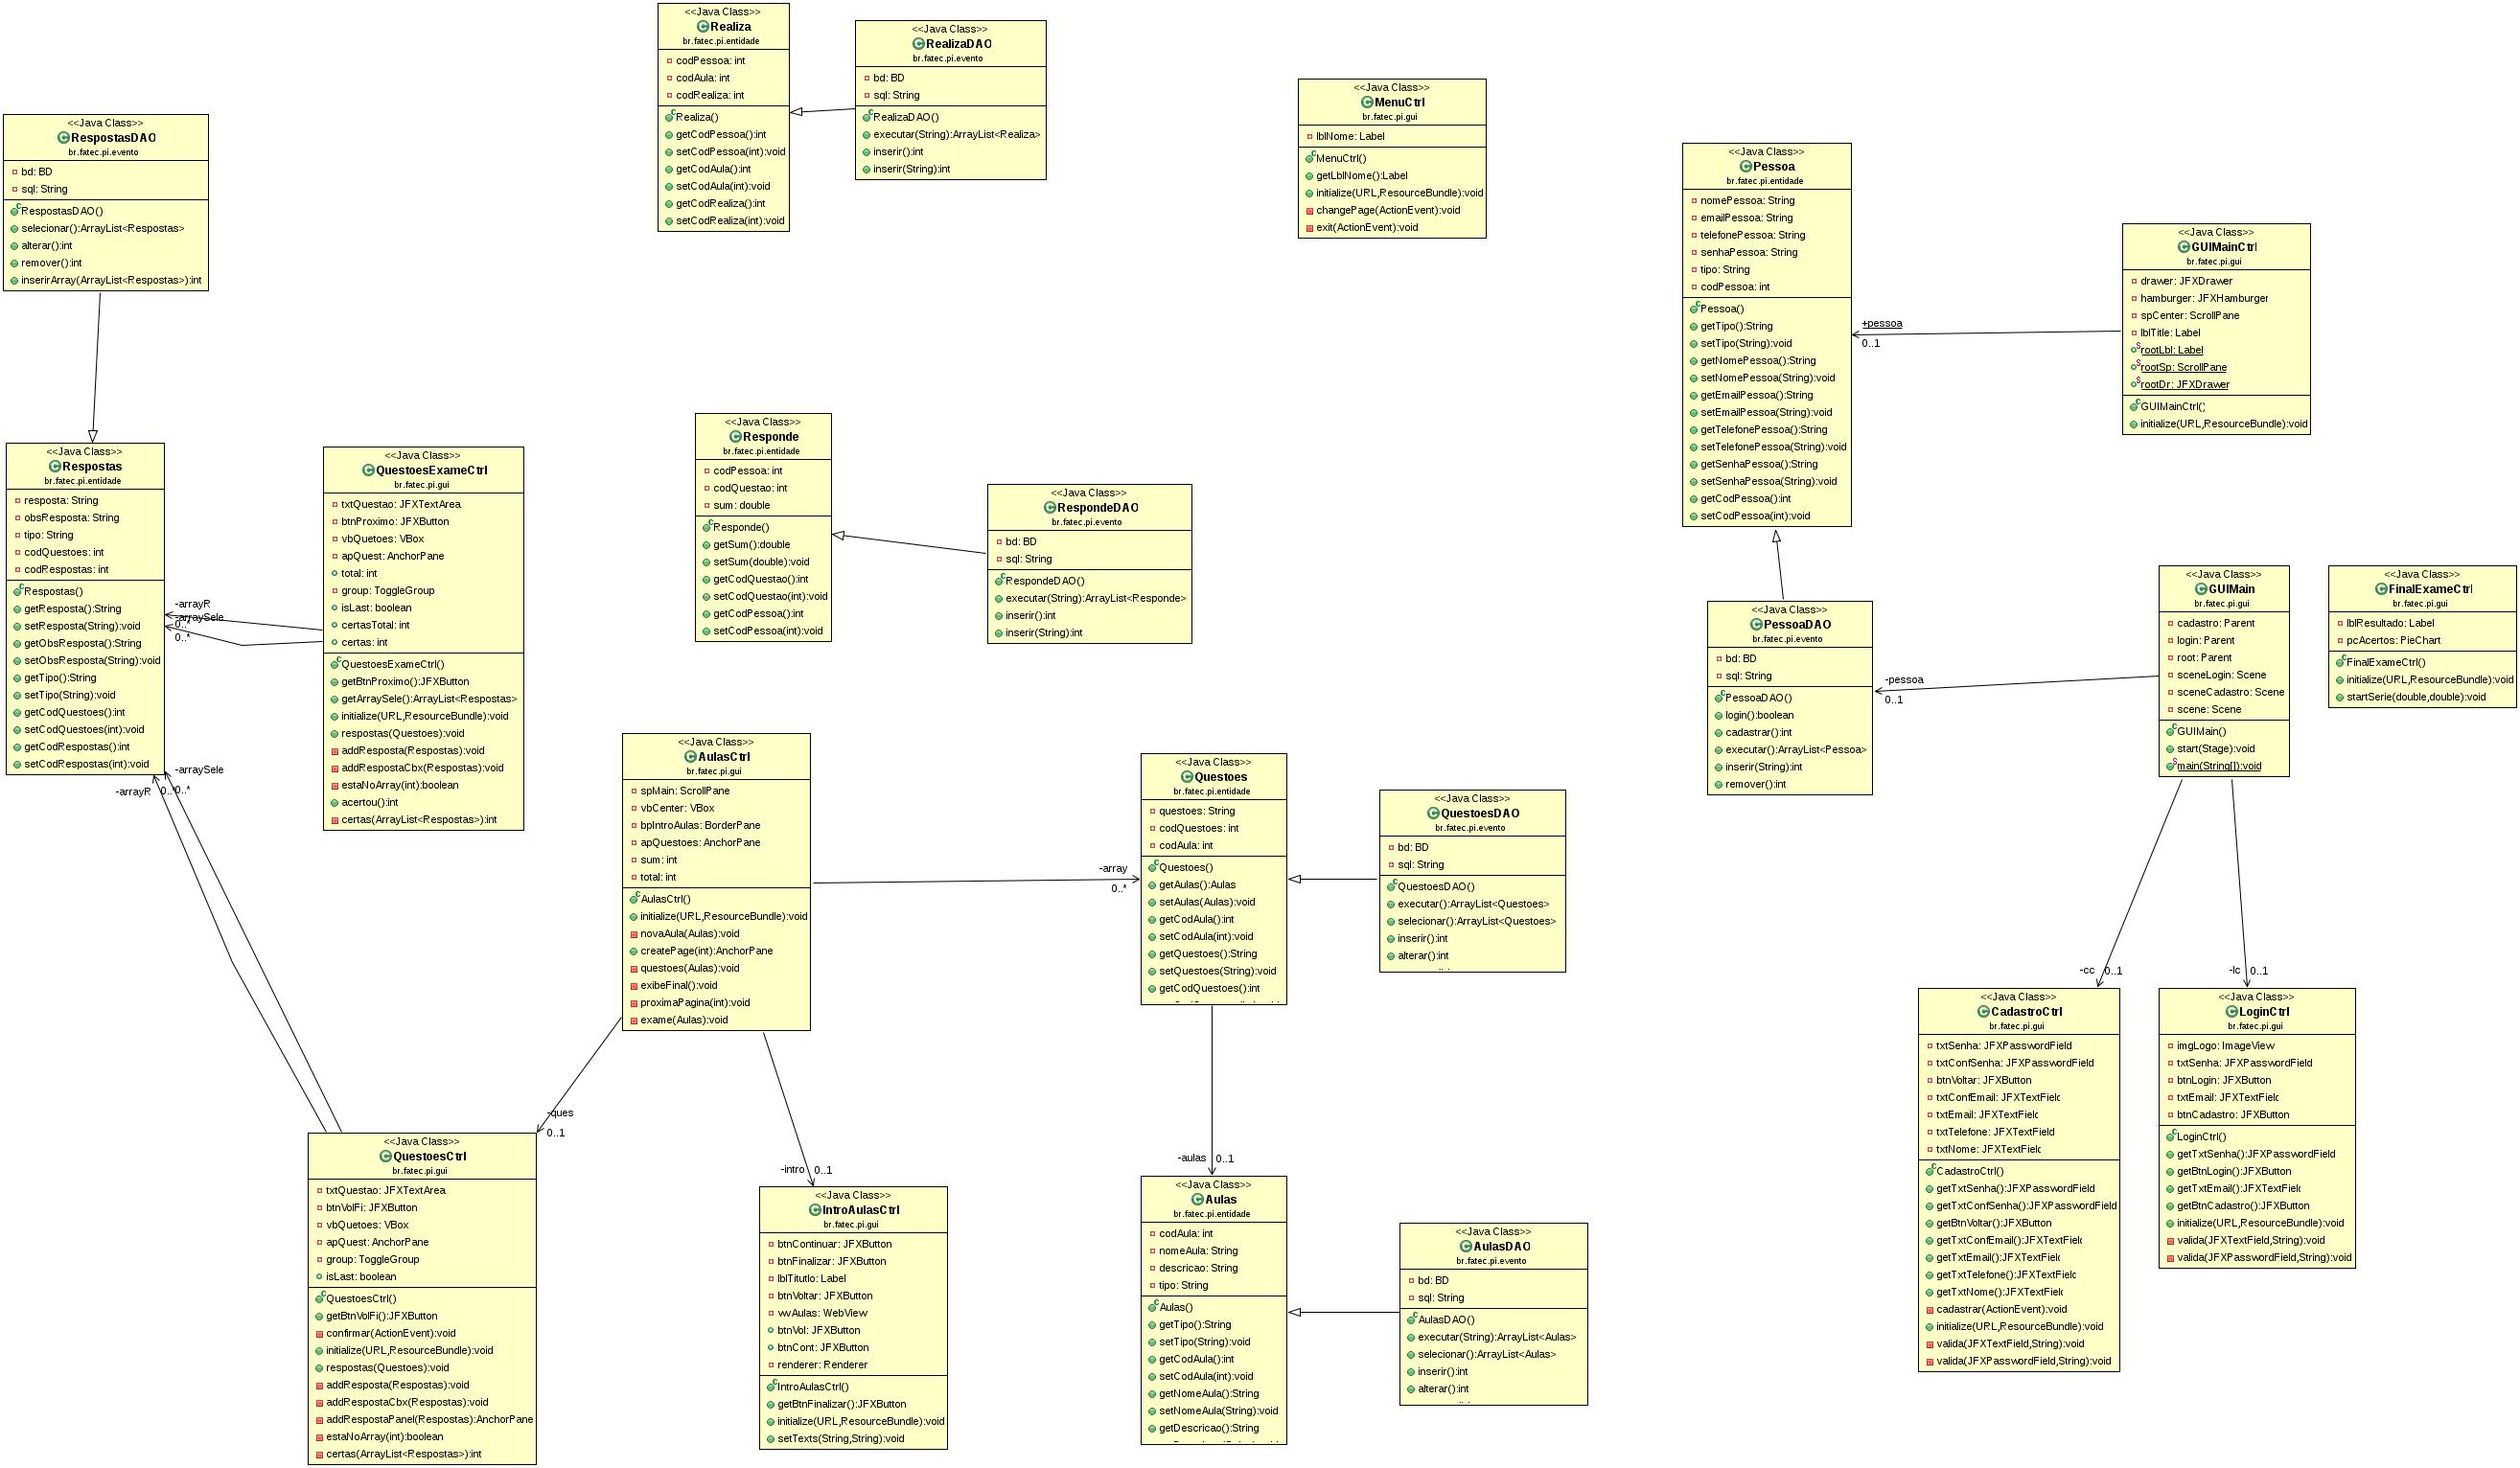 <<Java Class>>
Realiza
br.fatec.pi.entidade
codPessoa: int
codAula: int
codRealiza: int
Realiza()
getCodPessoa():int
setCodPessoa(int):void
getCodAula():int
setCodAula(int):void
getCodRealiza():int
setCodRealiza(int):void
<<Java Class>>
RealizaDAO
br.fatec.pi.evento
bd: BD
sql: String
RealizaDAO()
executar(String):ArrayList<Realiza>
inserir():int
inserir(String):int
<<Java Class>>
MenuCtrl
br.fatec.pi.gui
lblNome: Label
MenuCtrl()
getLblNome():Label
initialize(URL,ResourceBundle):void
changePage(ActionEvent):void
exit(ActionEvent):void
<<Java Class>>
RespostasDAO
br.fatec.pi.evento
bd: BD
sql: String
RespostasDAO()
selecionar():ArrayList<Respostas>
alterar():int
remover():int
inserirArray(ArrayList<Respostas>):int
<<Java Class>>
Pessoa
br.fatec.pi.entidade
nomePessoa: String
emailPessoa: String
telefonePessoa: String
senhaPessoa: String
tipo: String
codPessoa: int
Pessoa()
getTipo():String
setTipo(String):void
getNomePessoa():String
setNomePessoa(String):void
getEmailPessoa():String
setEmailPessoa(String):void
getTelefonePessoa():String
setTelefonePessoa(String):void
getSenhaPessoa():String
setSenhaPessoa(String):void
getCodPessoa():int
setCodPessoa(int):void
+pessoa
0..1
<<Java Class>>
GUIMainCtrl
br.fatec.pi.gui
drawer: JFXDrawer
hamburger: JFXHamburger
spCenter: ScrollPane
lblTitle: Label
rootLbl: Label
rootSp: ScrollPane
rootDr: JFXDrawer
GUIMainCtrl()
initialize(URL,ResourceBundle):void
<<Java Class>>
Respostas
br.fatec.pi.entidade
resposta: String
obsResposta: String
tipo: String
codQuestoes: int
codRespostas: int
Respostas()
getResposta():String
setResposta(String):void
getObsResposta():String
setObsResposta(String):void
getTipo():String
setTipo(String):void
getCodQuestoes():int
setCodQuestoes(int):void
getCodRespostas():int
setCodRespostas(int):void
-arrayR
-arraySele
0..*
0..*
<<Java Class>>
QuestoesExameCtrl
br.fatec.pi.gui
txtQuestao: JFXTextArea
btnProximo: JFXButton
vbQuetoes: VBox
apQuest: AnchorPane
total: int
group: ToggleGroup
isLast: boolean
certasTotal: int
certas: int
QuestoesExameCtrl()
getBtnProximo():JFXButton
getArraySele():ArrayList<Respostas>
initialize(URL,ResourceBundle):void
respostas(Questoes):void
addResposta(Respostas):void
addRespostaCbx(Respostas):void
estaNoArray(int):boolean
acertou():int
certas(ArrayList<Respostas>):int
<<Java Class>>
Responde
br.fatec.pi.entidade
codPessoa: int
codQuestao: int
sum: double
Responde()
getSum():double
setSum(double):void
getCodQuestao():int
setCodQuestao(int):void
getCodPessoa():int
setCodPessoa(int):void
<<Java Class>>
RespondeDAO
br.fatec.pi.evento
bd: BD
sql: String
RespondeDAO()
executar(String):ArrayList<Responde>
inserir():int
inserir(String):int
<<Java Class>>
PessoaDAO
br.fatec.pi.evento
bd: BD
sql: String
PessoaDAO()
login():boolean
cadastrar():int
executar():ArrayList<Pessoa>
inserir(String):int
remover():int
-pessoa
0..1
<<Java Class>>
GUIMain
br.fatec.pi.gui
cadastro: Parent
login: Parent
root: Parent
sceneLogin: Scene
sceneCadastro: Scene
scene: Scene
GUIMain()
start(Stage):void
main(String[]):void
<<Java Class>>
FinalExameCtrl
br.fatec.pi.gui
lblResultado: Label
pcAcertos: PieChart
FinalExameCtrl()
initialize(URL,ResourceBundle):void
startSerie(double,double):void
-arraySele
-arrayR
0..*
0..*
<<Java Class>>
AulasCtrl
br.fatec.pi.gui
spMain: ScrollPane
vbCenter: VBox
bpIntroAulas: BorderPane
apQuestoes: AnchorPane
sum: int
total: int
AulasCtrl()
initialize(URL,ResourceBundle):void
novaAula(Aulas):void
createPage(int):AnchorPane
questoes(Aulas):void
exibeFinal():void
proximaPagina(int):void
exame(Aulas):void
-array
0..*
<<Java Class>>
Questoes
br.fatec.pi.entidade
questoes: String
codQuestoes: int
codAula: int
Questoes()
getAulas():Aulas
setAulas(Aulas):void
getCodAula():int
setCodAula(int):void
getQuestoes():String
setQuestoes(String):void
getCodQuestoes():int
<<Java Class>>
QuestoesDAO
br.fatec.pi.evento
bd: BD
sql: String
QuestoesDAO()
executar():ArrayList<Questoes>
selecionar():ArrayList<Questoes>
inserir():int
alterar():int
-cc
0..1
-lc
0..1
<<Java Class>>
CadastroCtrl
br.fatec.pi.gui
txtSenha: JFXPasswordField
txtConfSenha: JFXPasswordField
btnVoltar: JFXButton
txtConfEmail: JFXTextField
txtEmail: JFXTextField
txtTelefone: JFXTextField
txtNome: JFXTextField
CadastroCtrl()
getTxtSenha():JFXPasswordField
getTxtConfSenha():JFXPasswordField
getBtnVoltar():JFXButton
getTxtConfEmail():JFXTextField
getTxtEmail():JFXTextField
getTxtTelefone():JFXTextField
getTxtNome():JFXTextField
cadastrar(ActionEvent):void
initialize(URL,ResourceBundle):void
valida(JFXTextField,String):void
valida(JFXPasswordField,String):void
<<Java Class>>
LoginCtrl
br.fatec.pi.gui
imgLogo: ImageView
txtSenha: JFXPasswordField
btnLogin: JFXButton
txtEmail: JFXTextField
btnCadastro: JFXButton
LoginCtrl()
getTxtSenha():JFXPasswordField
getBtnLogin():JFXButton
getTxtEmail():JFXTextField
getBtnCadastro():JFXButton
initialize(URL,ResourceBundle):void
valida(JFXTextField,String):void
valida(JFXPasswordField,String):void
-ques
0..1
<<Java Class>>
QuestoesCtrl
br.fatec.pi.gui
txtQuestao: JFXTextArea
btnVolFi: JFXButton
vbQuetoes: VBox
apQuest: AnchorPane
group: ToggleGroup
isLast: boolean
QuestoesCtrl()
getBtnVolFi():JFXButton
confirmar(ActionEvent):void
initialize(URL,ResourceBundle):void
respostas(Questoes):void
addResposta(Respostas):void
addRespostaCbx(Respostas):void
addRespostaPanel(Respostas):AnchorPane
estaNoArray(int):boolean
certas(ArrayList<Respostas>):int
-intro
0..1
<<Java Class>>
IntroAulasCtrl
br.fatec.pi.gui
btnContinuar: JFXButton
btnFinalizar: JFXButton
lblTitutlo: Label
btnVoltar: JFXButton
wvAulas: WebView
btnVol: JFXButton
btnCont: JFXButton
renderer: Renderer
IntroAulasCtrl()
getBtnFinalizar():JFXButton
initialize(URL,ResourceBundle):void
setTexts(String,String):void
-aulas
0..1
<<Java Class>>
Aulas
br.fatec.pi.entidade
codAula: int
nomeAula: String
descricao: String
tipo: String
Aulas()
getTipo():String
setTipo(String):void
getCodAula():int
setCodAula(int):void
getNomeAula():String
setNomeAula(String):void
getDescricao():String
<<Java Class>>
AulasDAO
br.fatec.pi.evento
bd: BD
sql: String
AulasDAO()
executar(String):ArrayList<Aulas>
selecionar():ArrayList<Aulas>
inserir():int
alterar():int